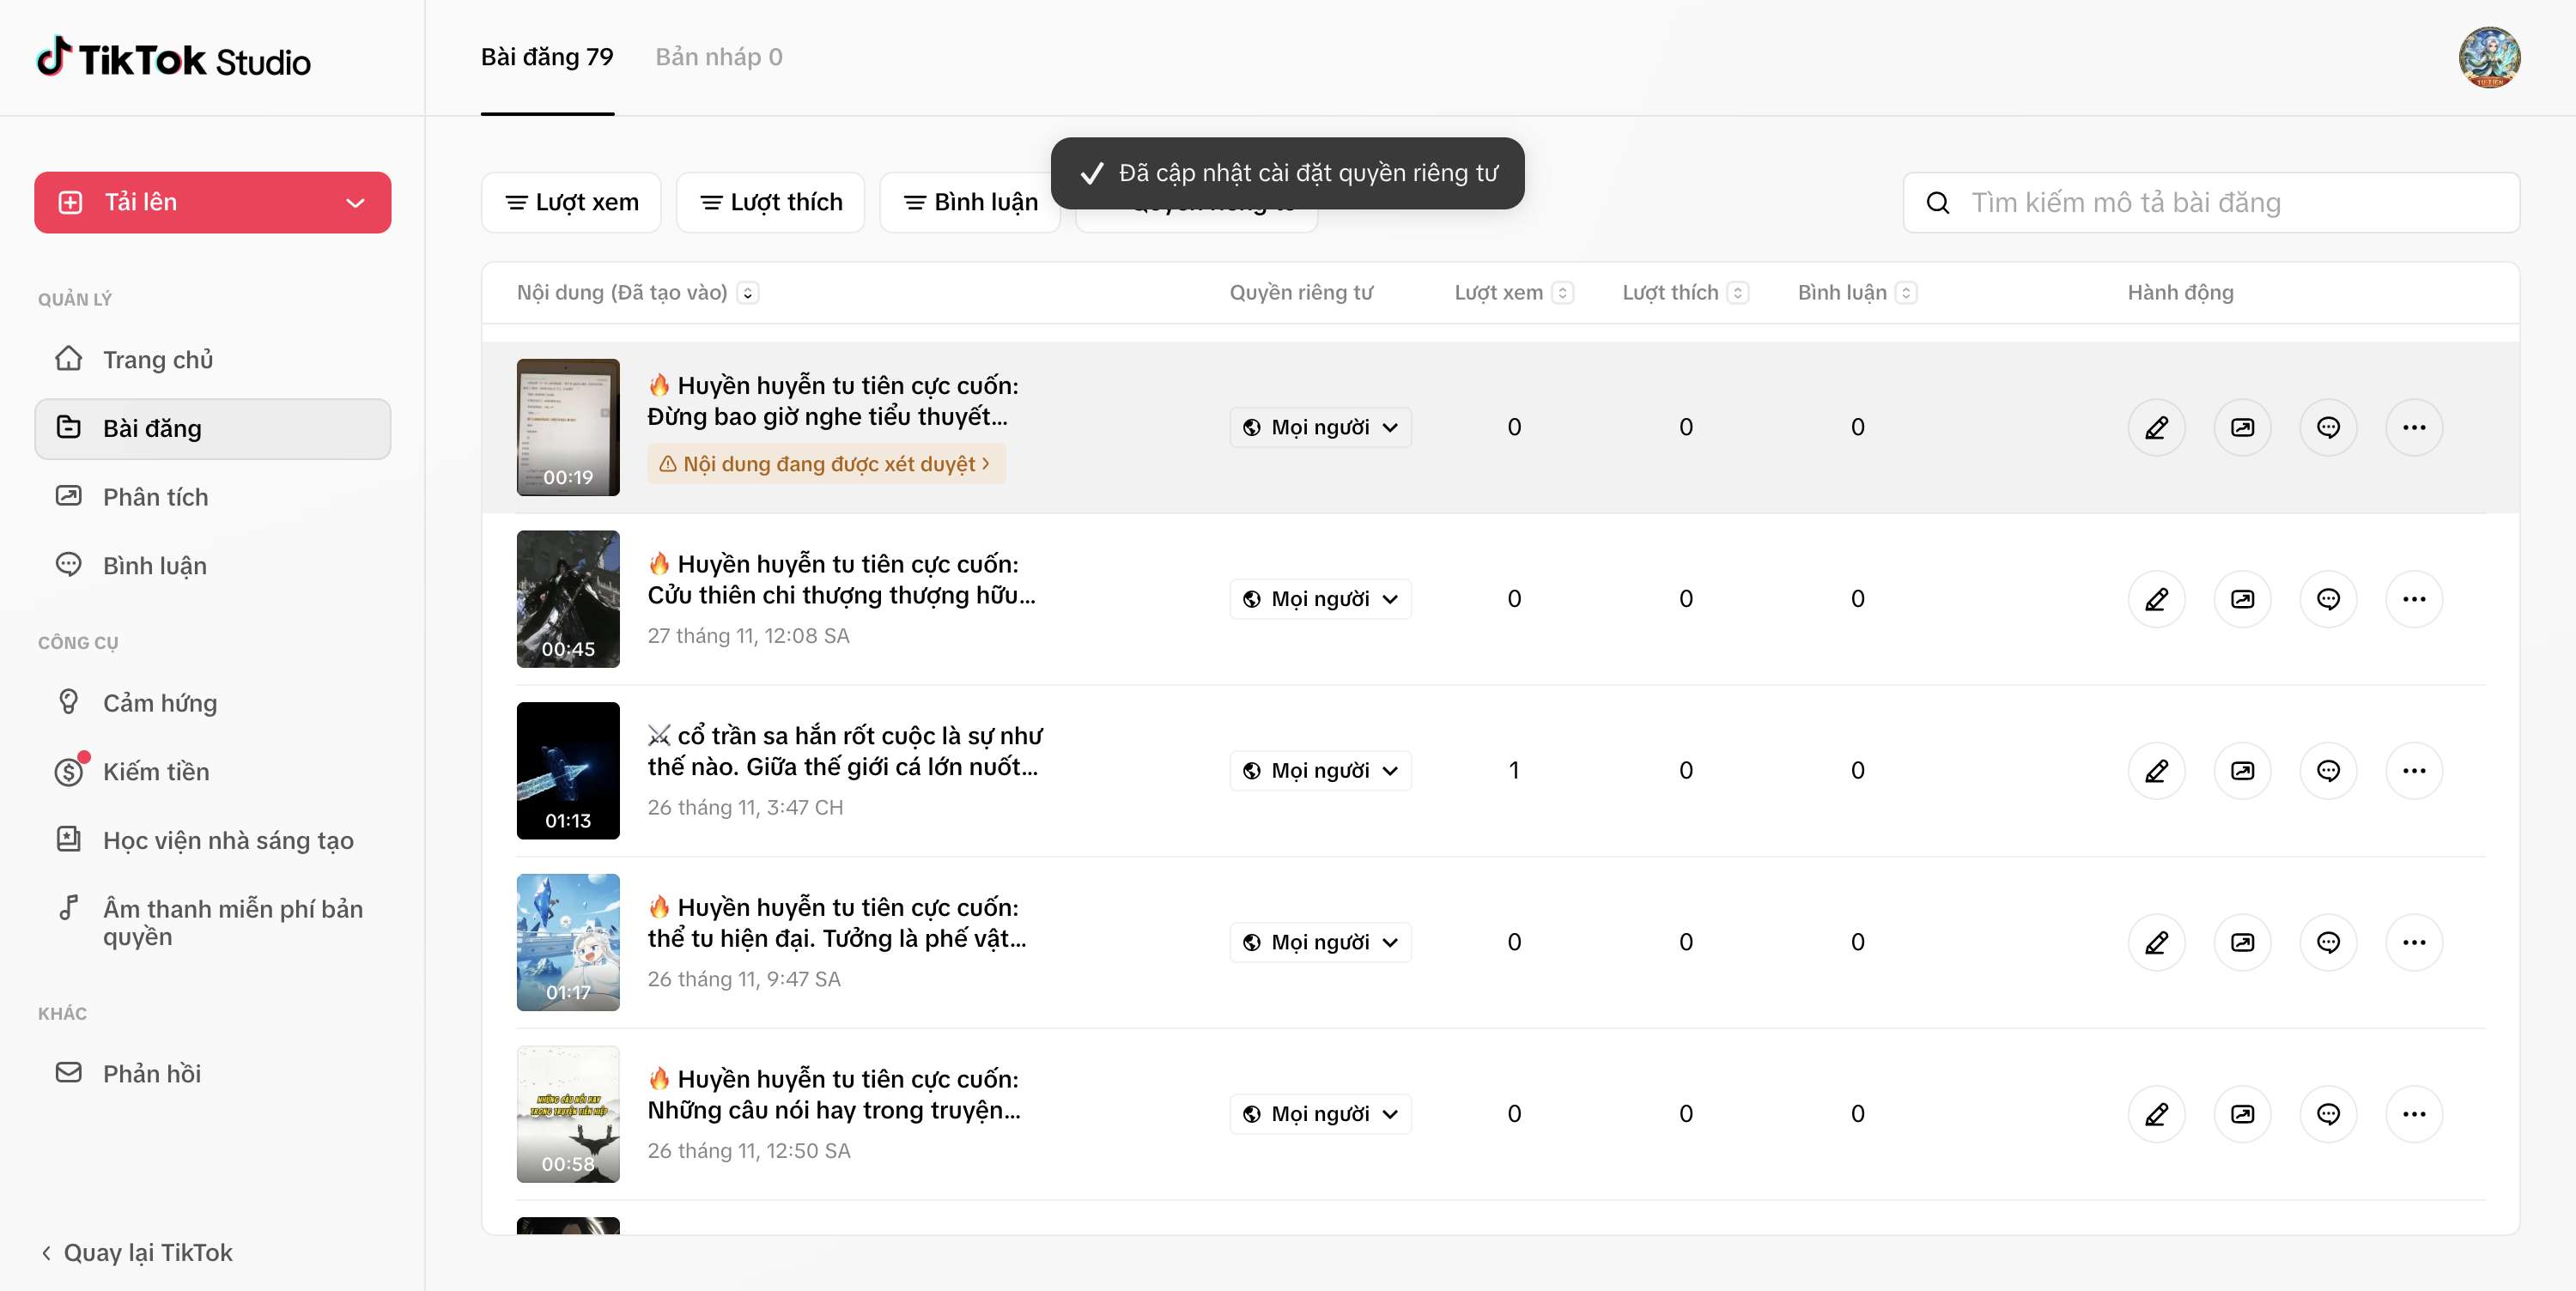 TikTok Studio
Bài đăng 79
Bản nháp 0
Tải lên
Lượt xem
Lượt thích
Bình luận
Đã cập nhật cài đặt quyền riêng tư
Tìm kiếm mô tả bài đăng
QUẢN LÝ
Trang chủ
Bài đăng
Phân tích
Bình luận
CÔNG CỤ
Cảm hứng
Kiếm tiền
Học viện nhà sáng tạo
Âm thanh miễn phí bản
quyền
KHÁC
Phản hồi
Quay lại TikTok
Nội dung (Đã tạo vào)
Quyền riêng tư
Lượt xem
Lượt thích
Bình luận
Hành động
00:19
🔥 Huyền huyễn tu tiên cực cuốn:
Đừng bao giờ nghe tiểu thuyết...
Nội dung đang được xét duyệt
Mọi người
0
0
0
00:45
🔥 Huyền huyễn tu tiên cực cuốn:
Cửu thiên chi thượng thượng hữu...
27 tháng 11, 12:08 SA
Mọi người
0
0
0
01:13
⚔ cổ trần sa hắn rốt cuộc là sự như
thế nào. Giữa thế giới cá lớn nuốt...
26 tháng 11, 3:47 CH
Mọi người
1
0
0
01:17
🔥 Huyền huyễn tu tiên cực cuốn:
thể tu hiện đại. Tưởng là phế vật...
26 tháng 11, 9:47 SA
Mọi người
0
0
0
NHỮNG CÂU NÓI HAY
TRONG TRUYỆN TIÊN HIỆP
00:58
🔥 Huyền huyễn tu tiên cực cuốn:
Những câu nói hay trong truyện...
26 tháng 11, 12:50 SA
Mọi người
0
0
0